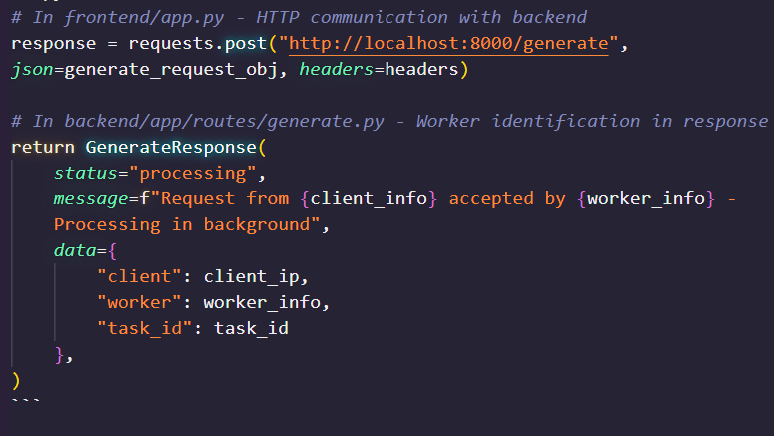 # In frontend/app.py - HTTP communication with backend
response = requests.post("http://localhost:8000/generate",
json=generate_request_obj, headers=headers)
# In backend/app/routes/generate.py - Worker identification in response
return GenerateResponse(
    status="processing",
    message=f"Request from {client_info} accepted by {worker_info} -
    Processing in background",
    data={
        "client": client_ip,
        "worker": worker_info,
        "task_id": task_id
    },
)
```